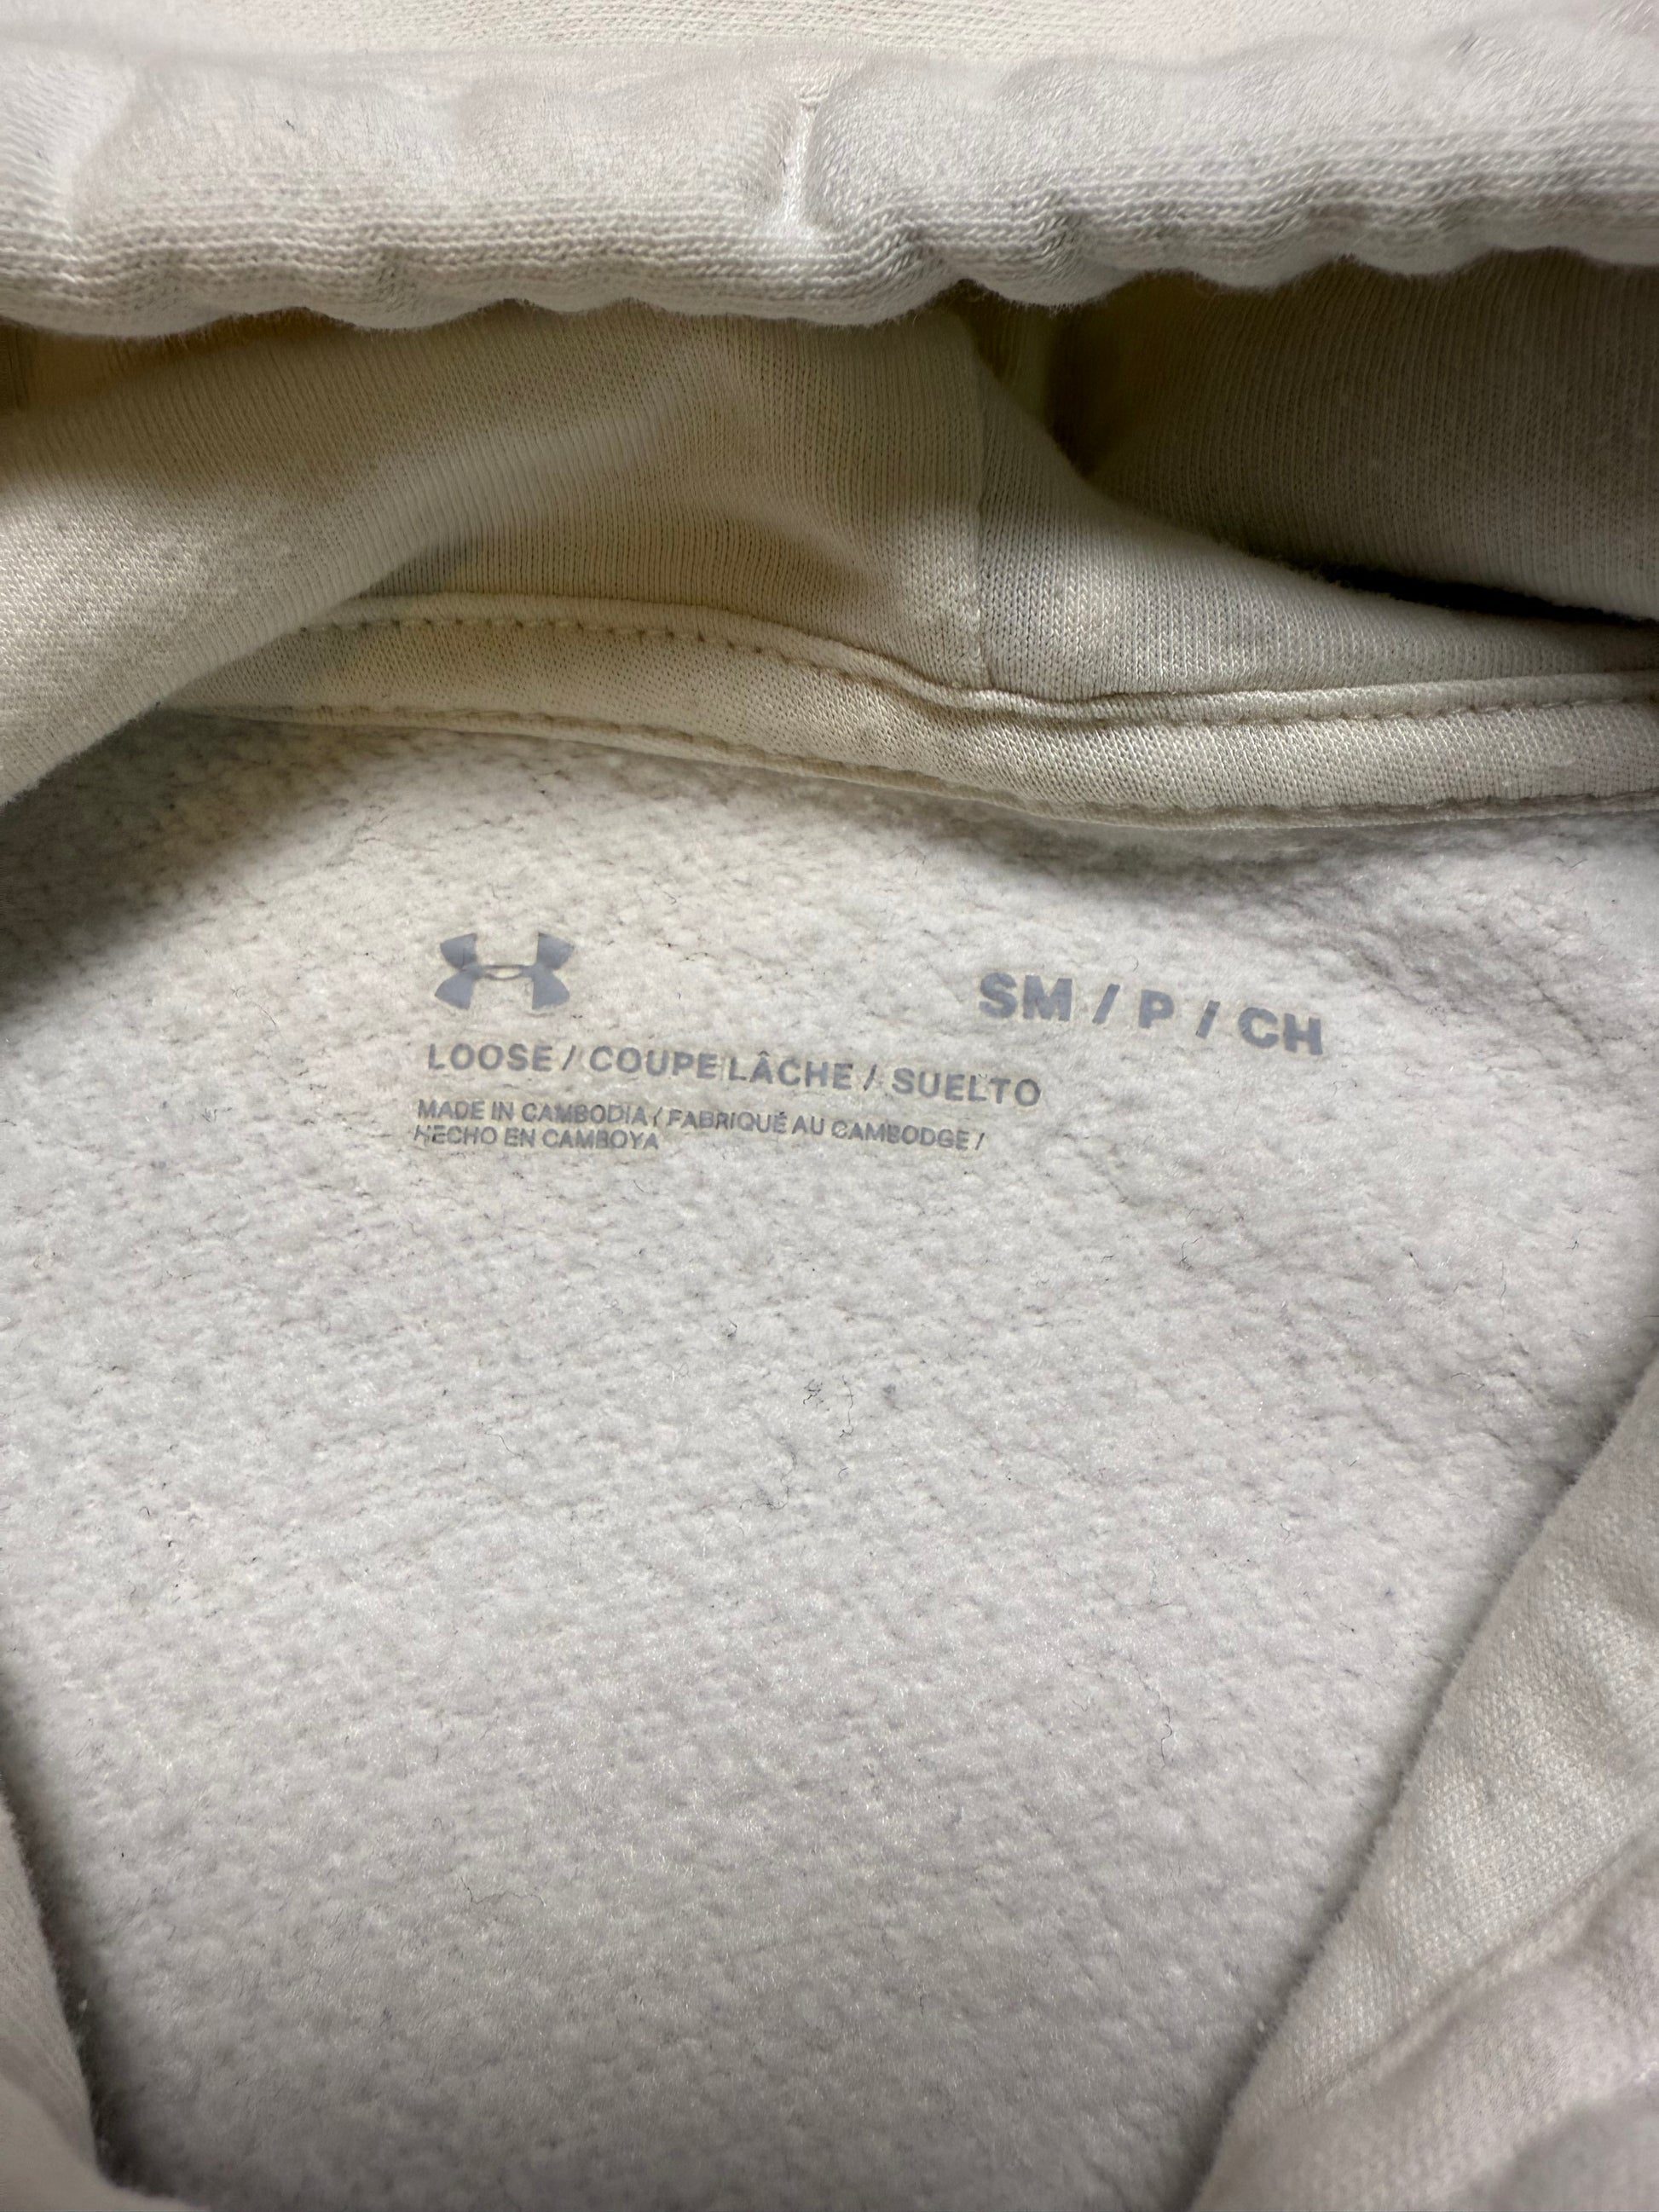 SM / P / CH
LOOSE / COUPE LÂCHE / SUELTO
MADE IN CAMBODIA / FABRIQUÉ AU CAMBODGE /
HECHO EN CAMBOYA